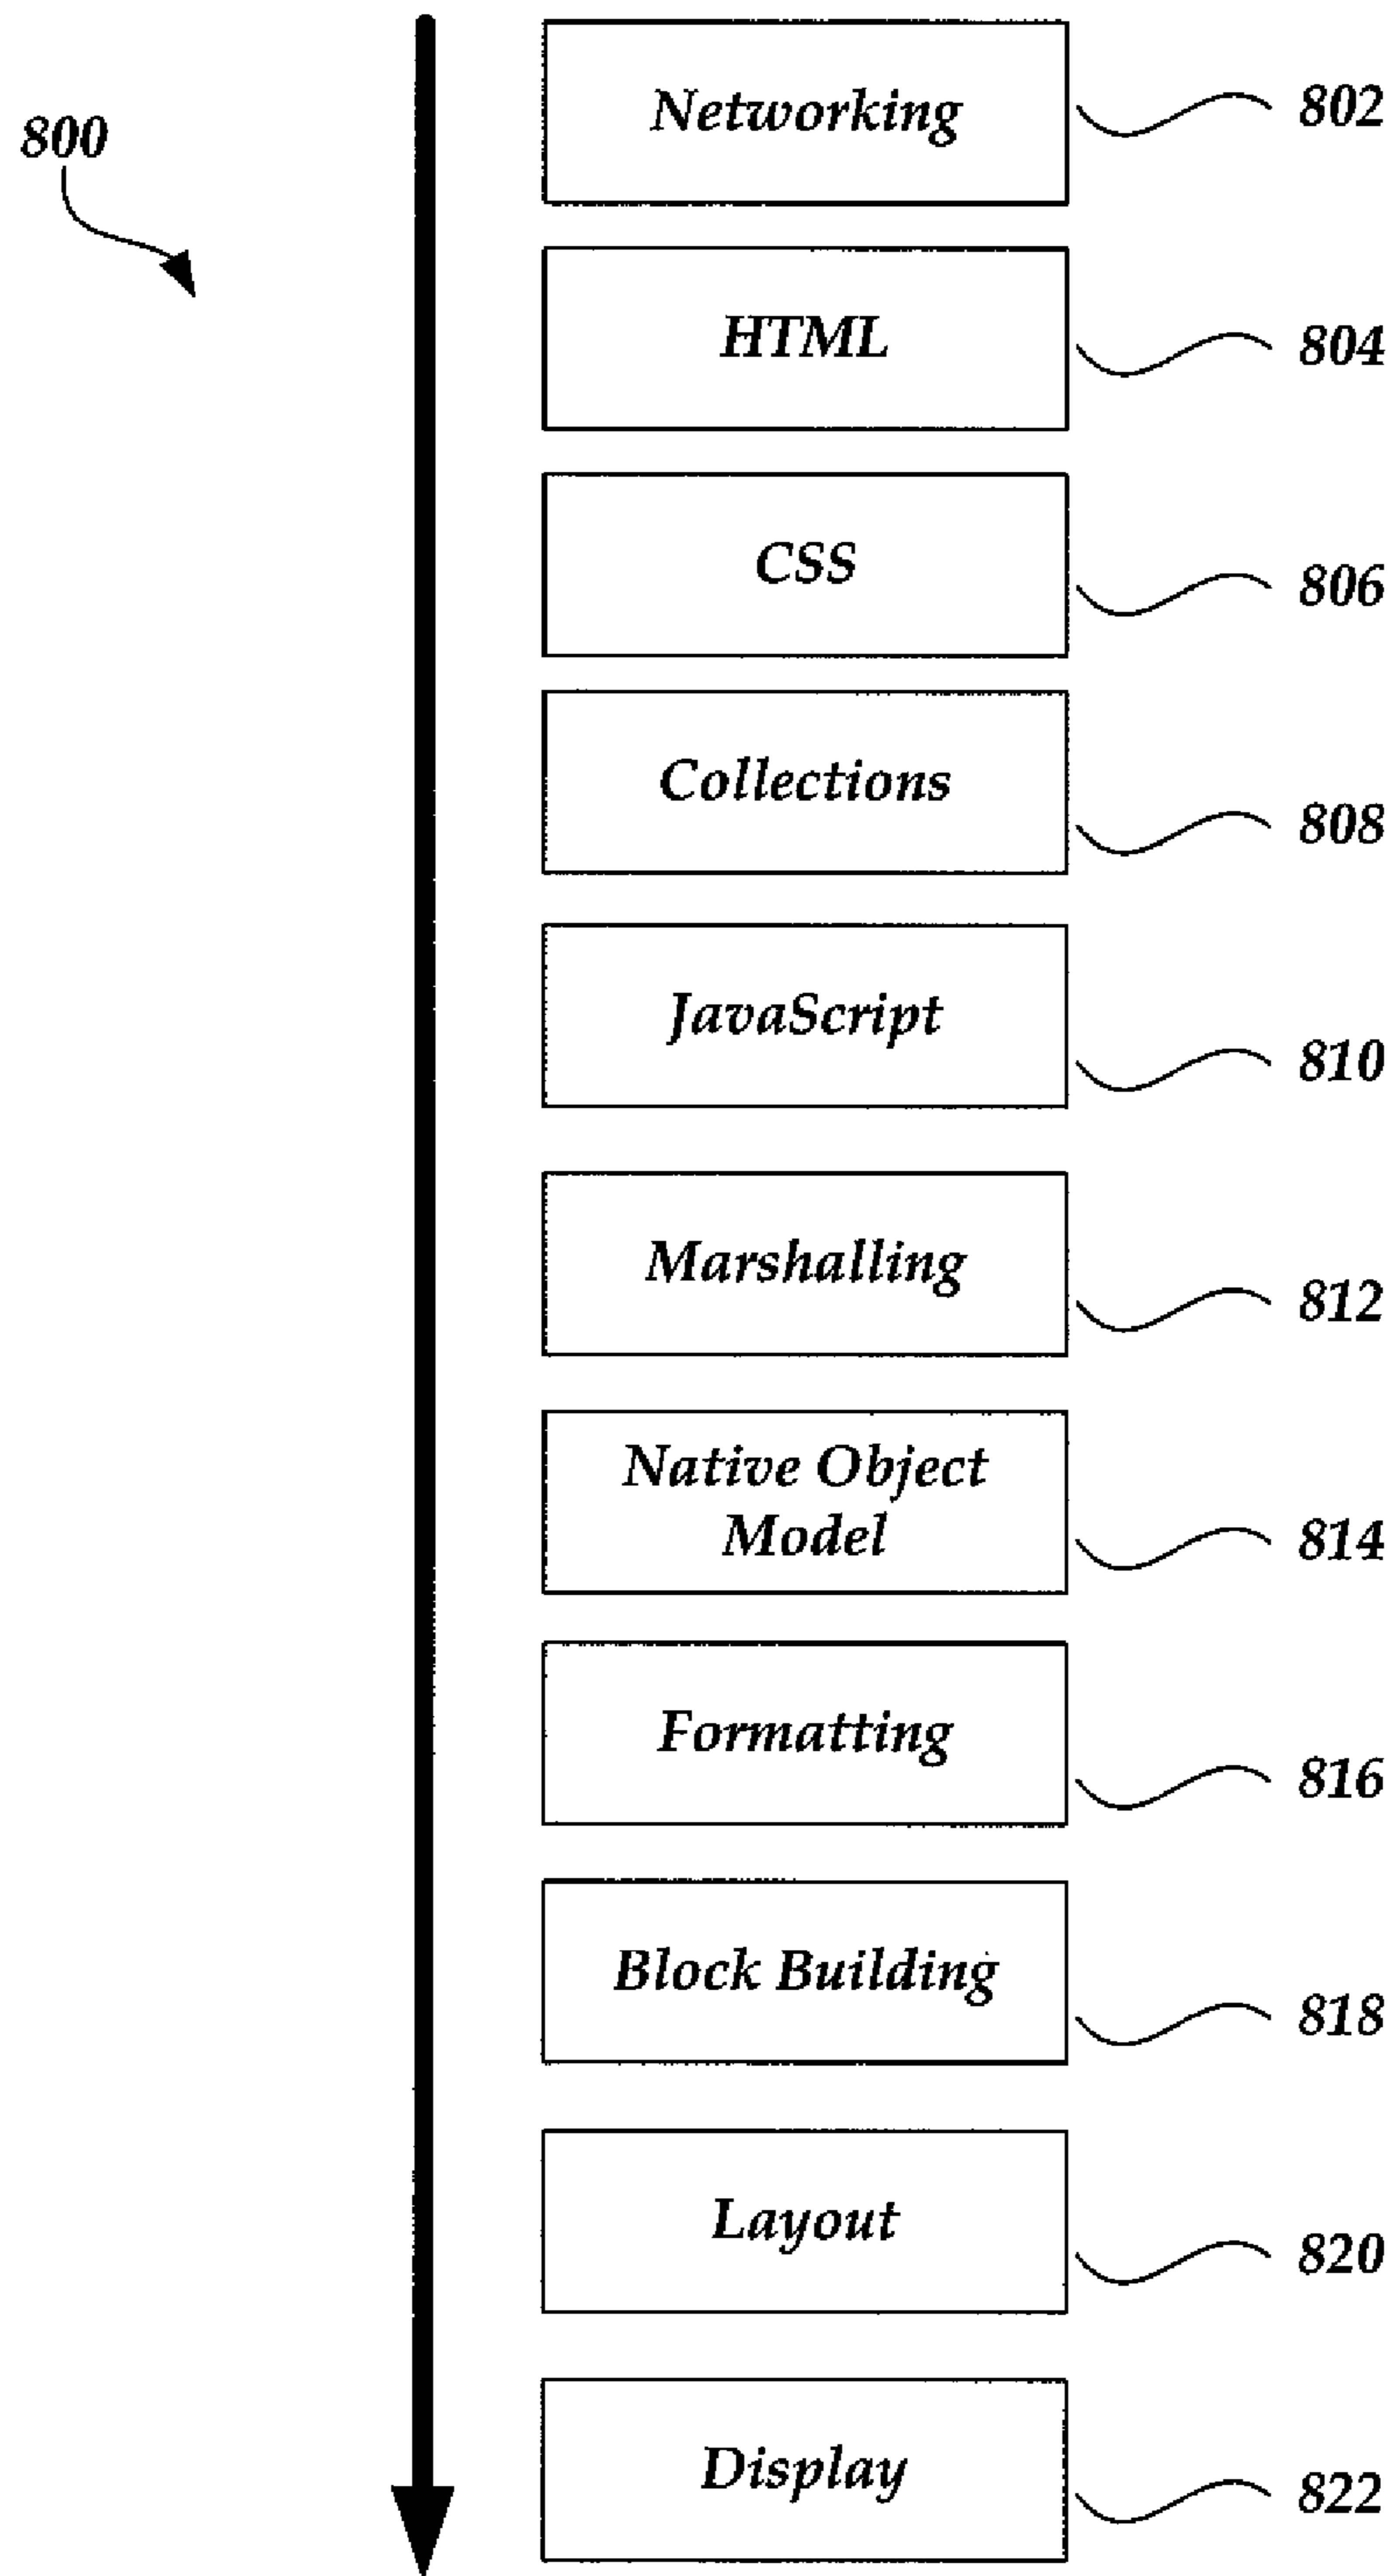 800
Networking
802
HTML
804
CSS
806
Collections
808
JavaScript
810
Marshalling
812
Native Object
Model
814
Formatting
816
Block Building
818
Layout
820
Display
822